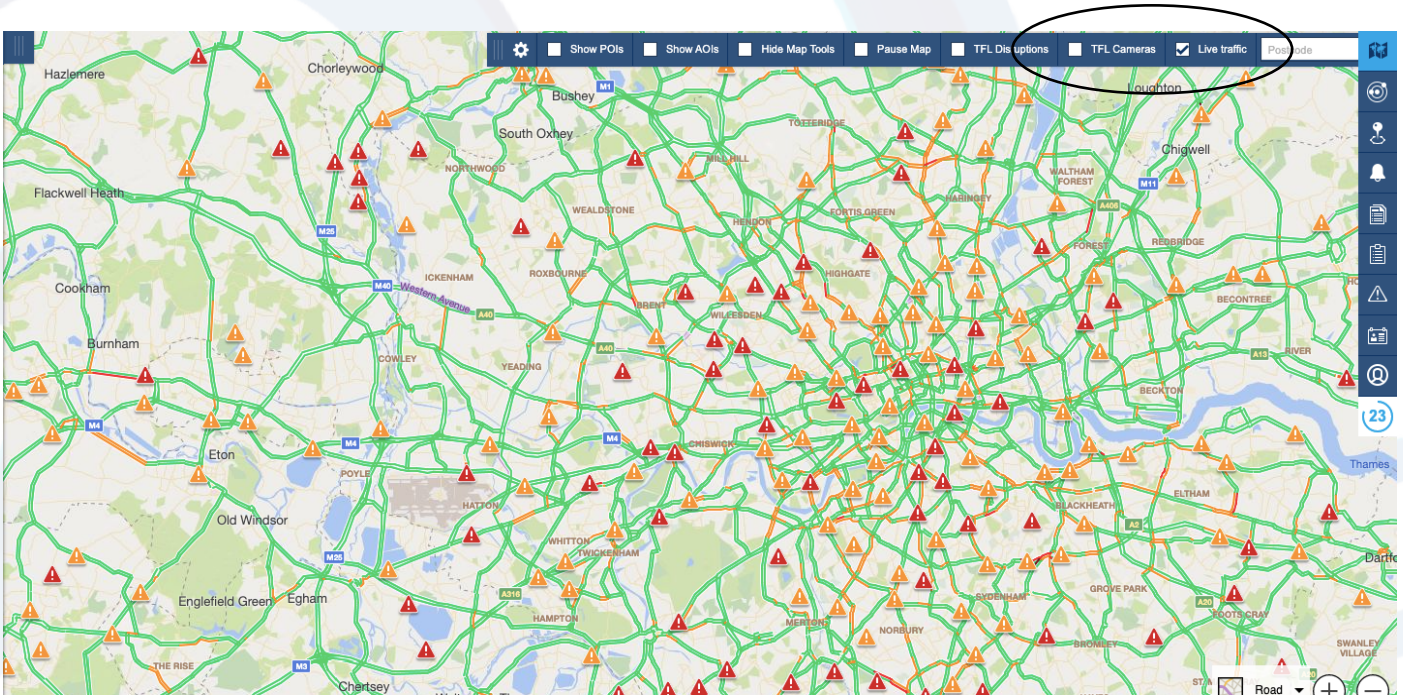 Show POIs
Show AOIs
Hide Map Tools
Pause Map
TFL Disruptions
TFL Cameras
Live traffic
Postcode
Hazlemere
Chorleywood
M1
Bushey
Loughton
TOTTERIDGE
South Oxhey
MILL HILL
Chigwell
NORTHWOOD
WALTHAM
FOREST
M11
Flackwell Heath
HARINGEY
A406
WEALDSTONE
FORTIS GREEN
HENDON
M25
FOREST
REDBRIDGE
ICKENHAM
ROXBOURNE
HIGHGATE
Cookham
M40
Western Avenue
BRENT
BECONTREE
A40
WILLESDEN
Burnham
A40
RIVER
A13
COWLEY
YEADING
BECKTON
23
M4
M4
M4
CHISWICK
Eton
Thames
POYLE
HATTON
ELTHAM
BLACKHEATH
Old Windsor
A2
WHITTON
TWICKENHAM
M25
Englefield Green
Egham
A316
SYDENHAM
GROVE PARK
A20
FOOTS CRAY
HAMPTON
MERTON
NORBURY
BROMLEY
SWANLEY
VILLAGE
THE RISE
M3
Chertsey
Road